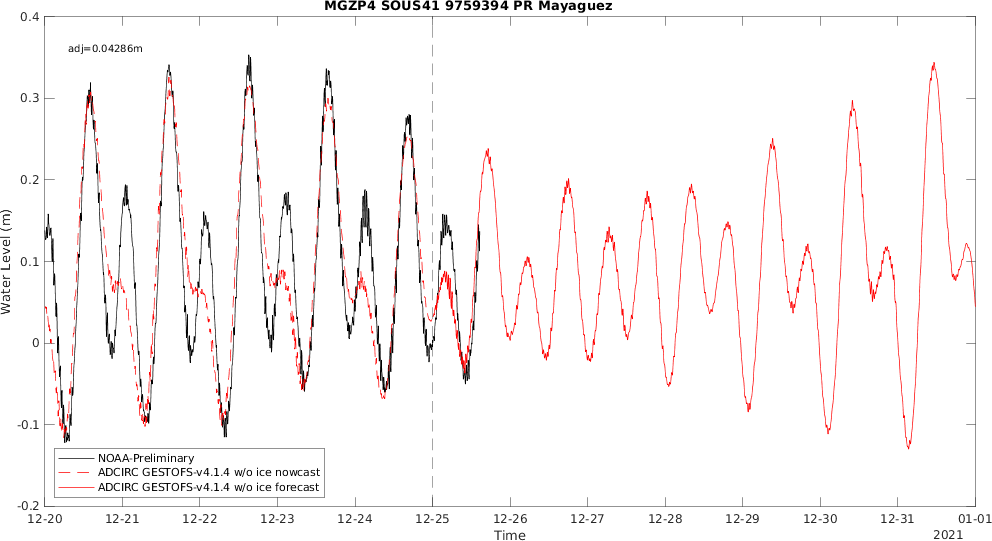 MGZP4 SOUS41 9759394 PR Mayaguez
adj=0.04286m
0.4
0.3
0.2
0.1
0
-0.1
-0.2
Water Level (m)
NOAA-Preliminary
ADCIRC GESTOFS-v4.1.4 w/o ice nowcast
ADCIRC GESTOFS-v4.1.4 w/o ice forecast
12-20 12-21 12-22 12-23 12-24 12-25 12-26 12-27 12-28 12-29 12-30 12-31 01-01
Time
2021